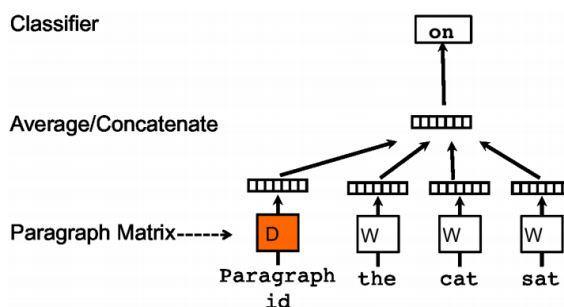 Classifier
on
Average/Concatenate
Paragraph Matrix
D
W
W
W
Paragraph
id
the
cat
sat